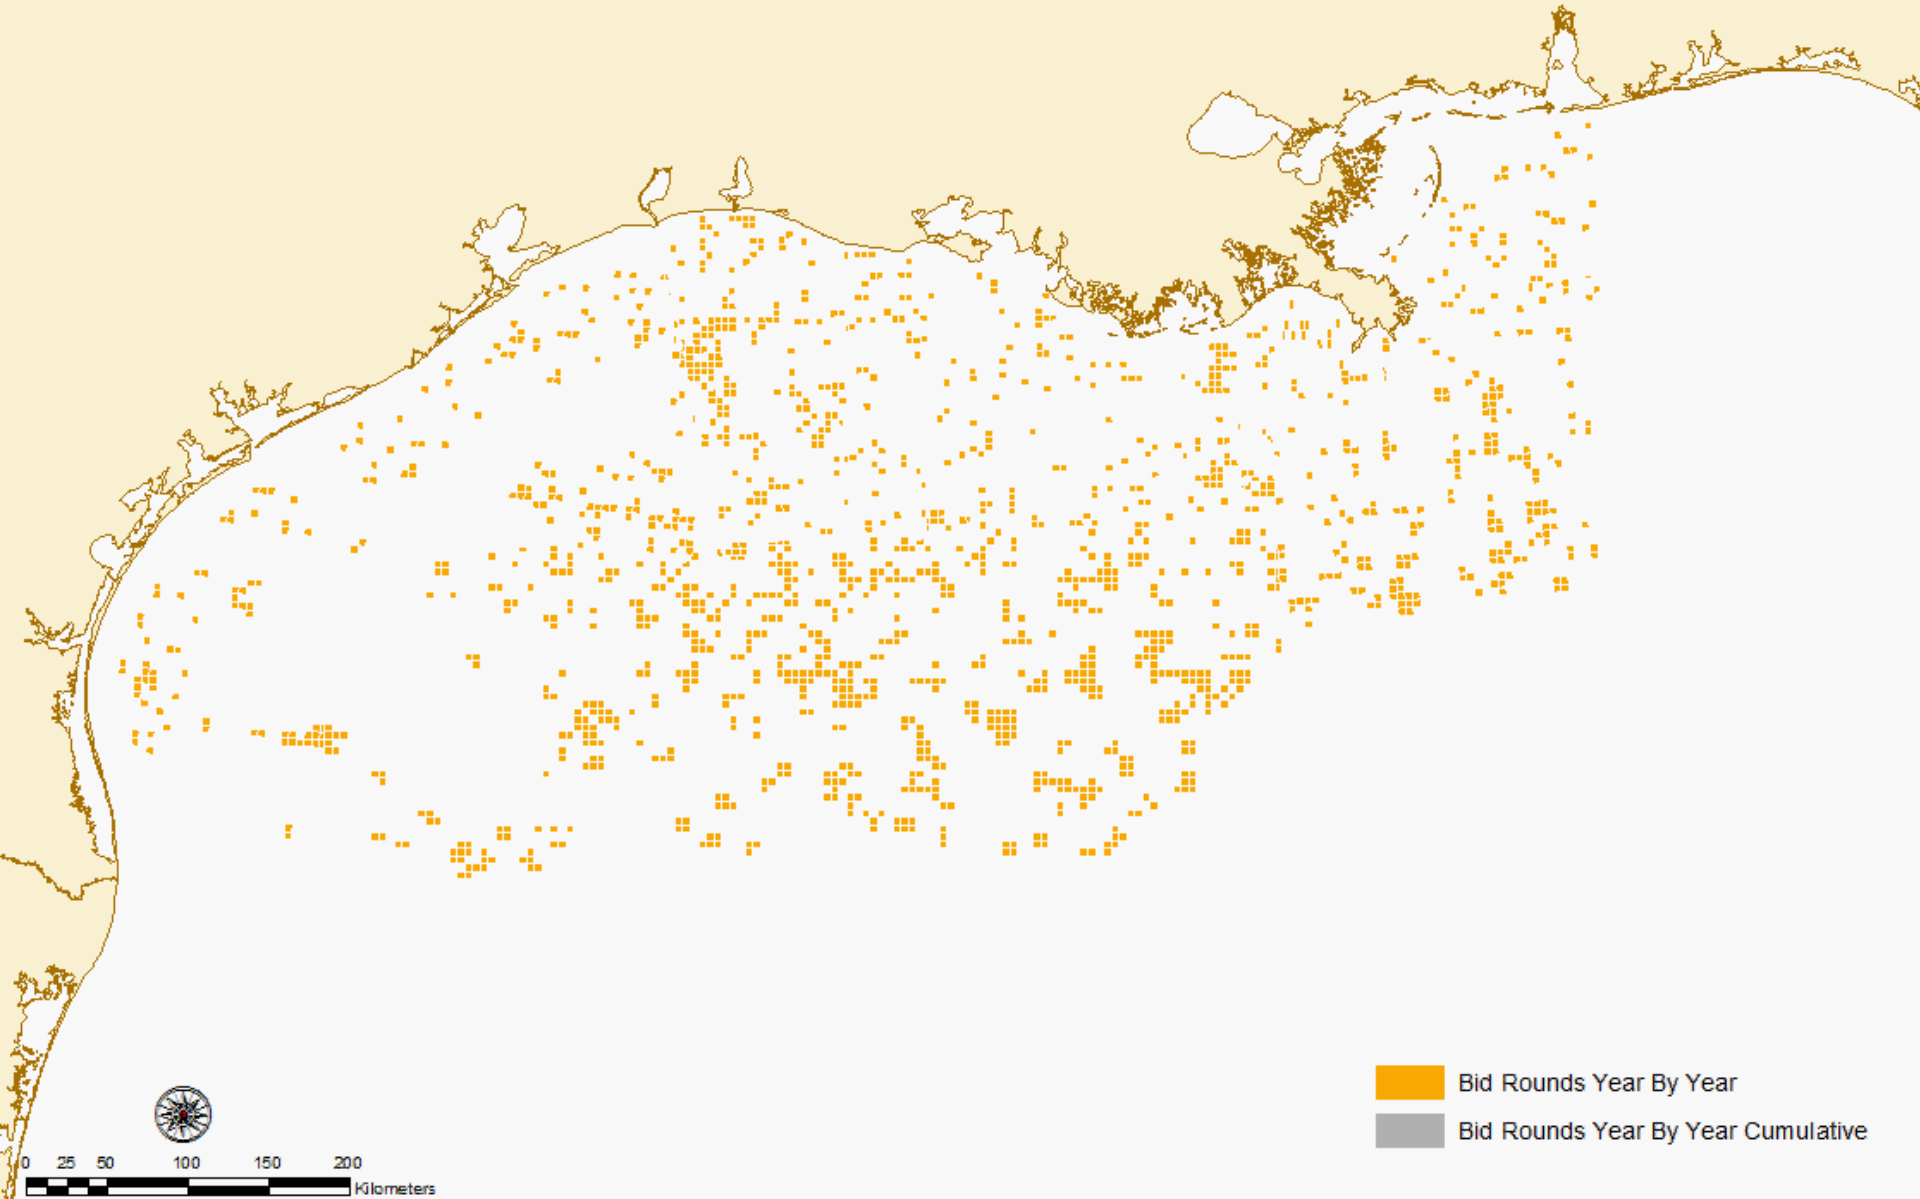 Bid Rounds Year By Year
Bid Rounds Year By Year Cumulative
0 25 50 100 150 200
Kilometers